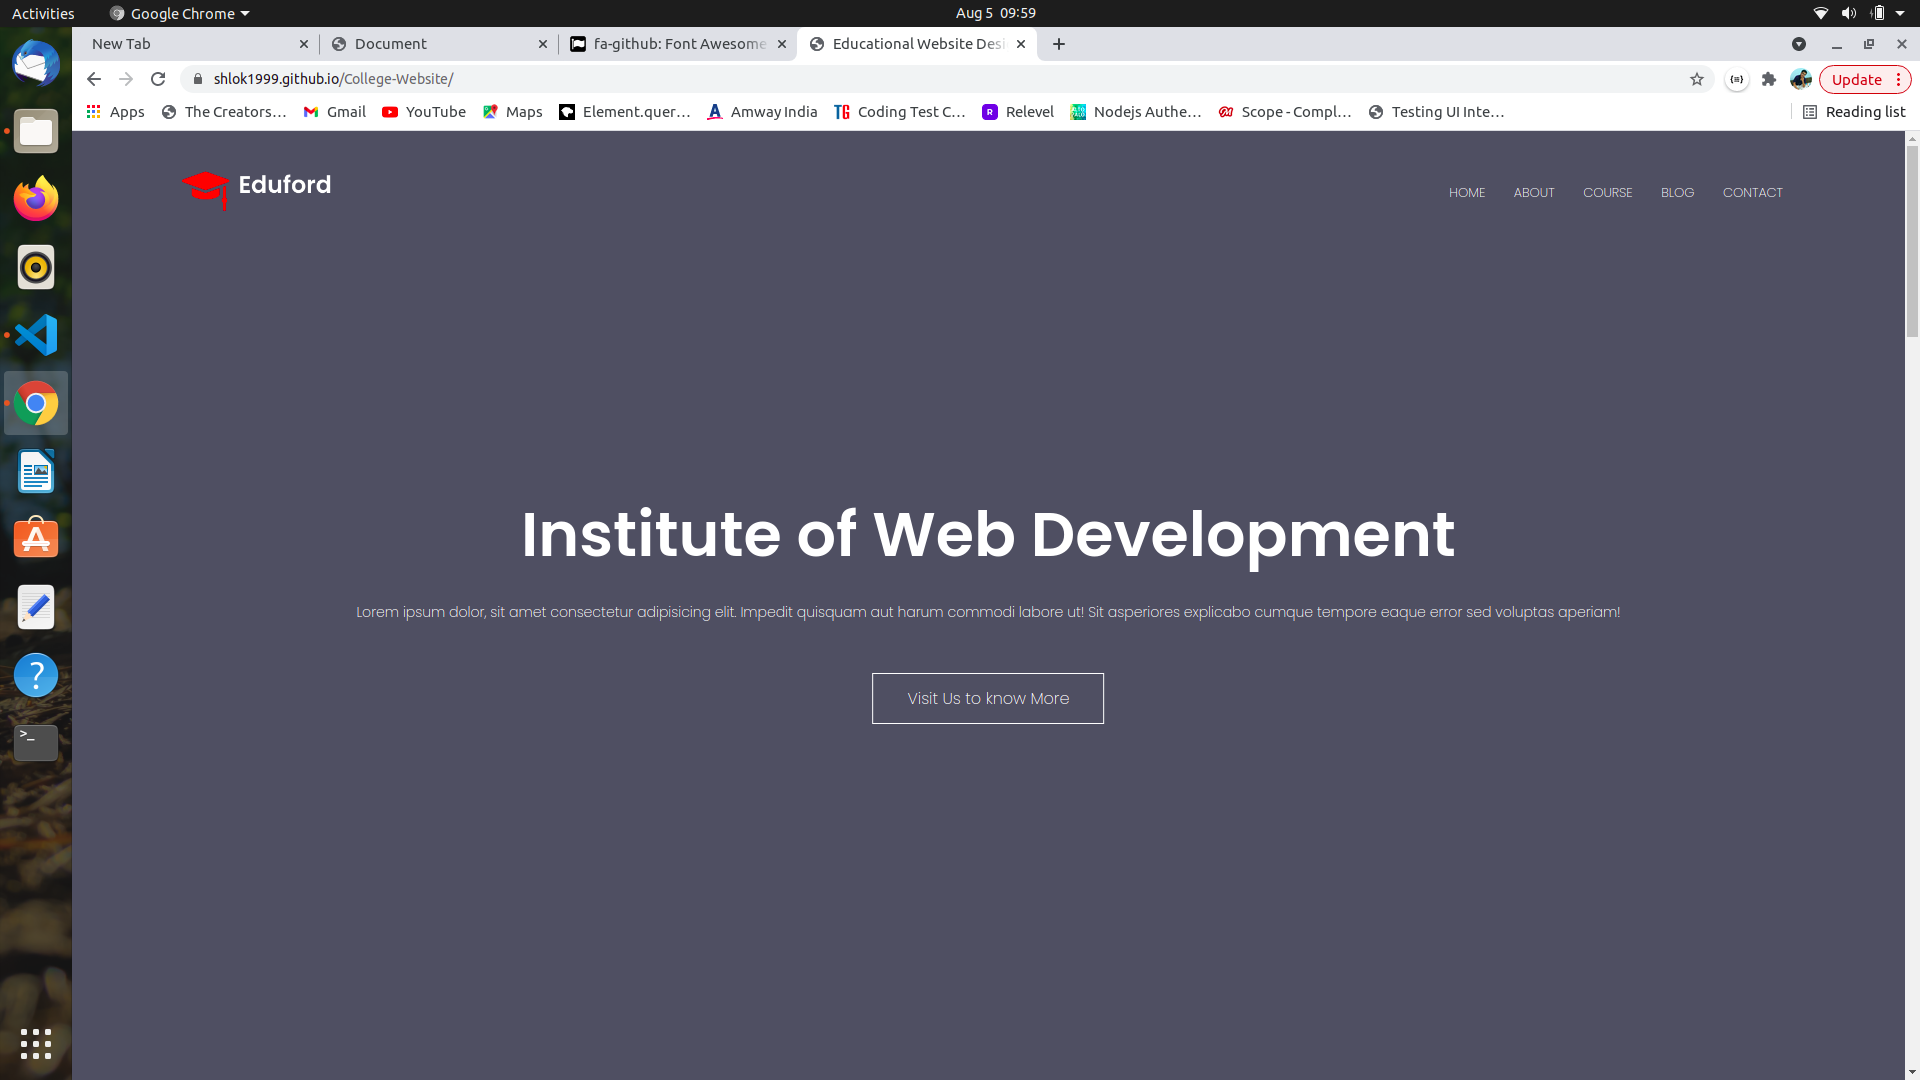 Activities Google Chrome Aug 5 09:59
New Tab Document fa-github: Font Awesome Educational Website Desi
shlok1999.github.io/College-Website/ Update
Apps The Creators… Gmail YouTube Maps Element.quer… Amway India Coding Test C… Relevel Nodejs Authe… Scope - Compl… Testing UI Inte… Reading list
Eduford
HOME ABOUT COURSE BLOG CONTACT
Institute of Web Development
Lorem ipsum dolor, sit amet consectetur adipisicing elit. Impedit quisquam aut harum commodi labore ut! Sit asperiores explicabo cumque tempore eaque error sed voluptas aperiam!
Visit Us to know More